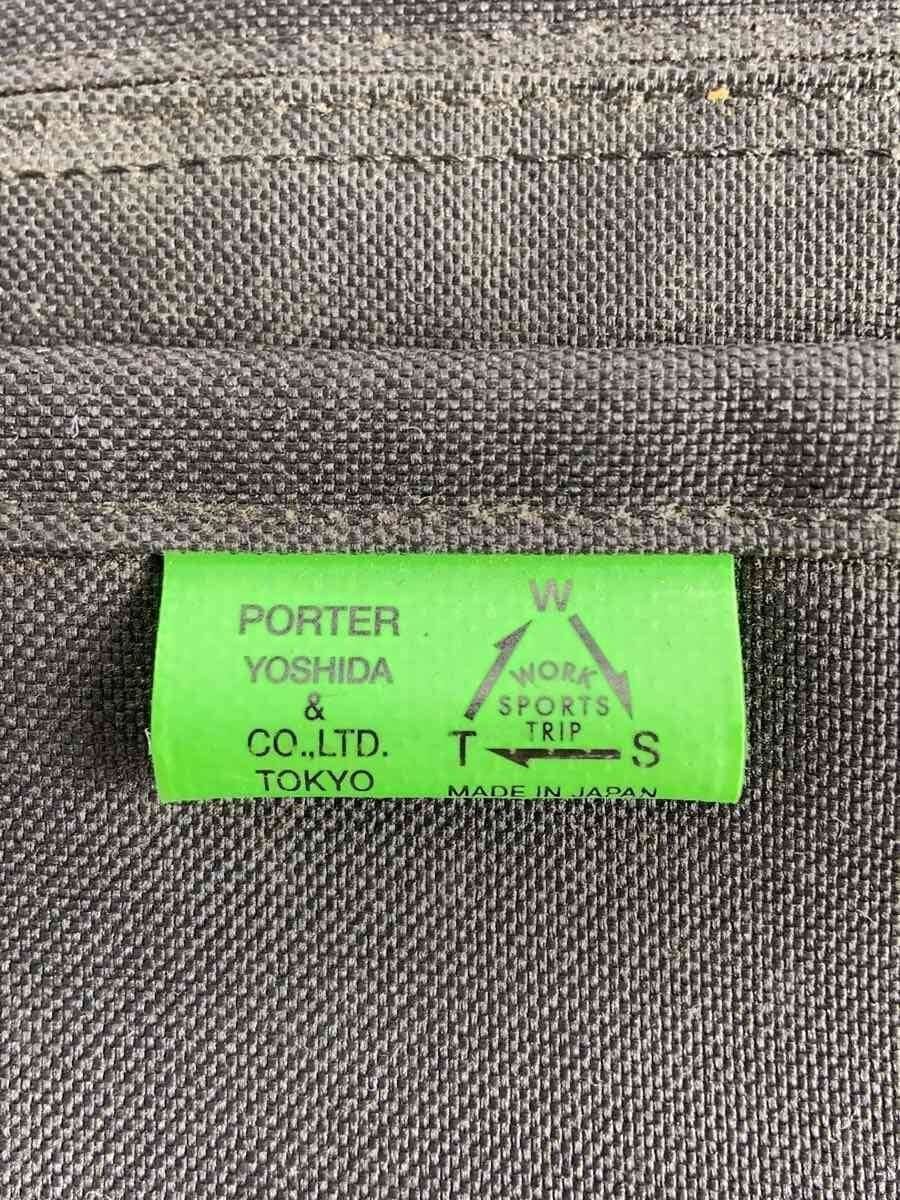 PORTER
YOSHIDA
&
CO.,LTD.
TOKYO
W
WORK
SPORTS
TRIP
T S
MADE IN JAPAN